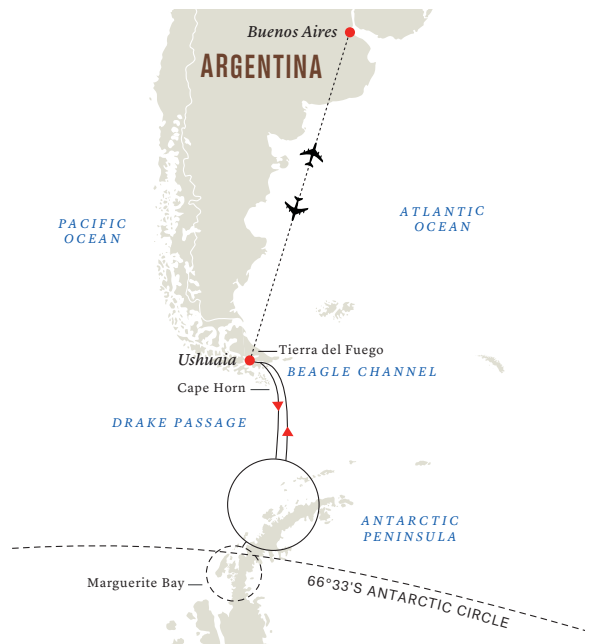 Buenos Aires
ARGENTINA
PACIFIC
OCEAN
ATLANTIC
OCEAN
Tierra del Fuego
Ushuaia
BEAGLE CHANNEL
Cape Horn
DRAKE PASSAGE
ANTARCTIC
PENINSULA
Marguerite Bay
66°33'S ANTARCTIC CIRCLE